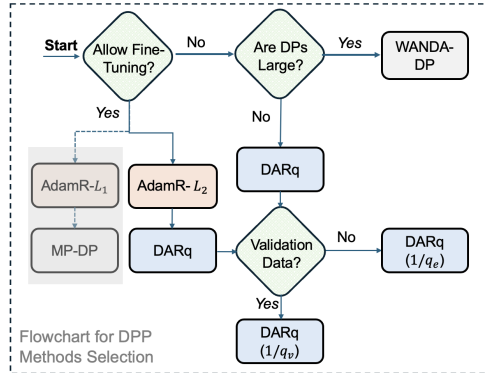 Start
Allow Fine-
Tuning?
No
Are DPs
Large?
Yes
WANDA-
DP
Yes
No
AdamR-L₁
AdamR- L₂
DARq
MP-DP
DARq
Validation
Data?
No
DARq
(1/qₑ)
Yes
DARq
(1/qᵥ)
Flowchart for DPP
Methods Selection